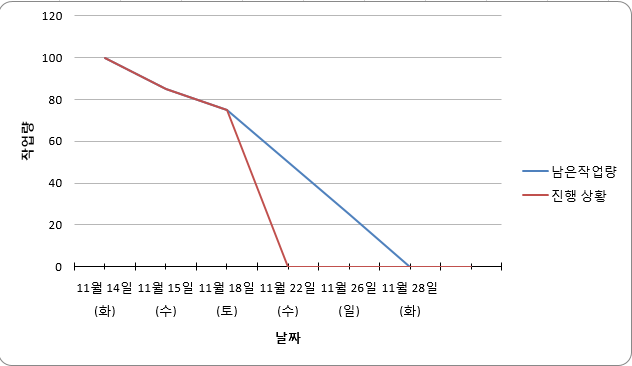 120
100
80
60
40
20
0
작업량
11월 14일 11월 15일 11월 18일 11월 22일 11월 26일 11월 28일
(화) (수) (토) (수) (일) (화)
날짜
남은작업량
진행 상황